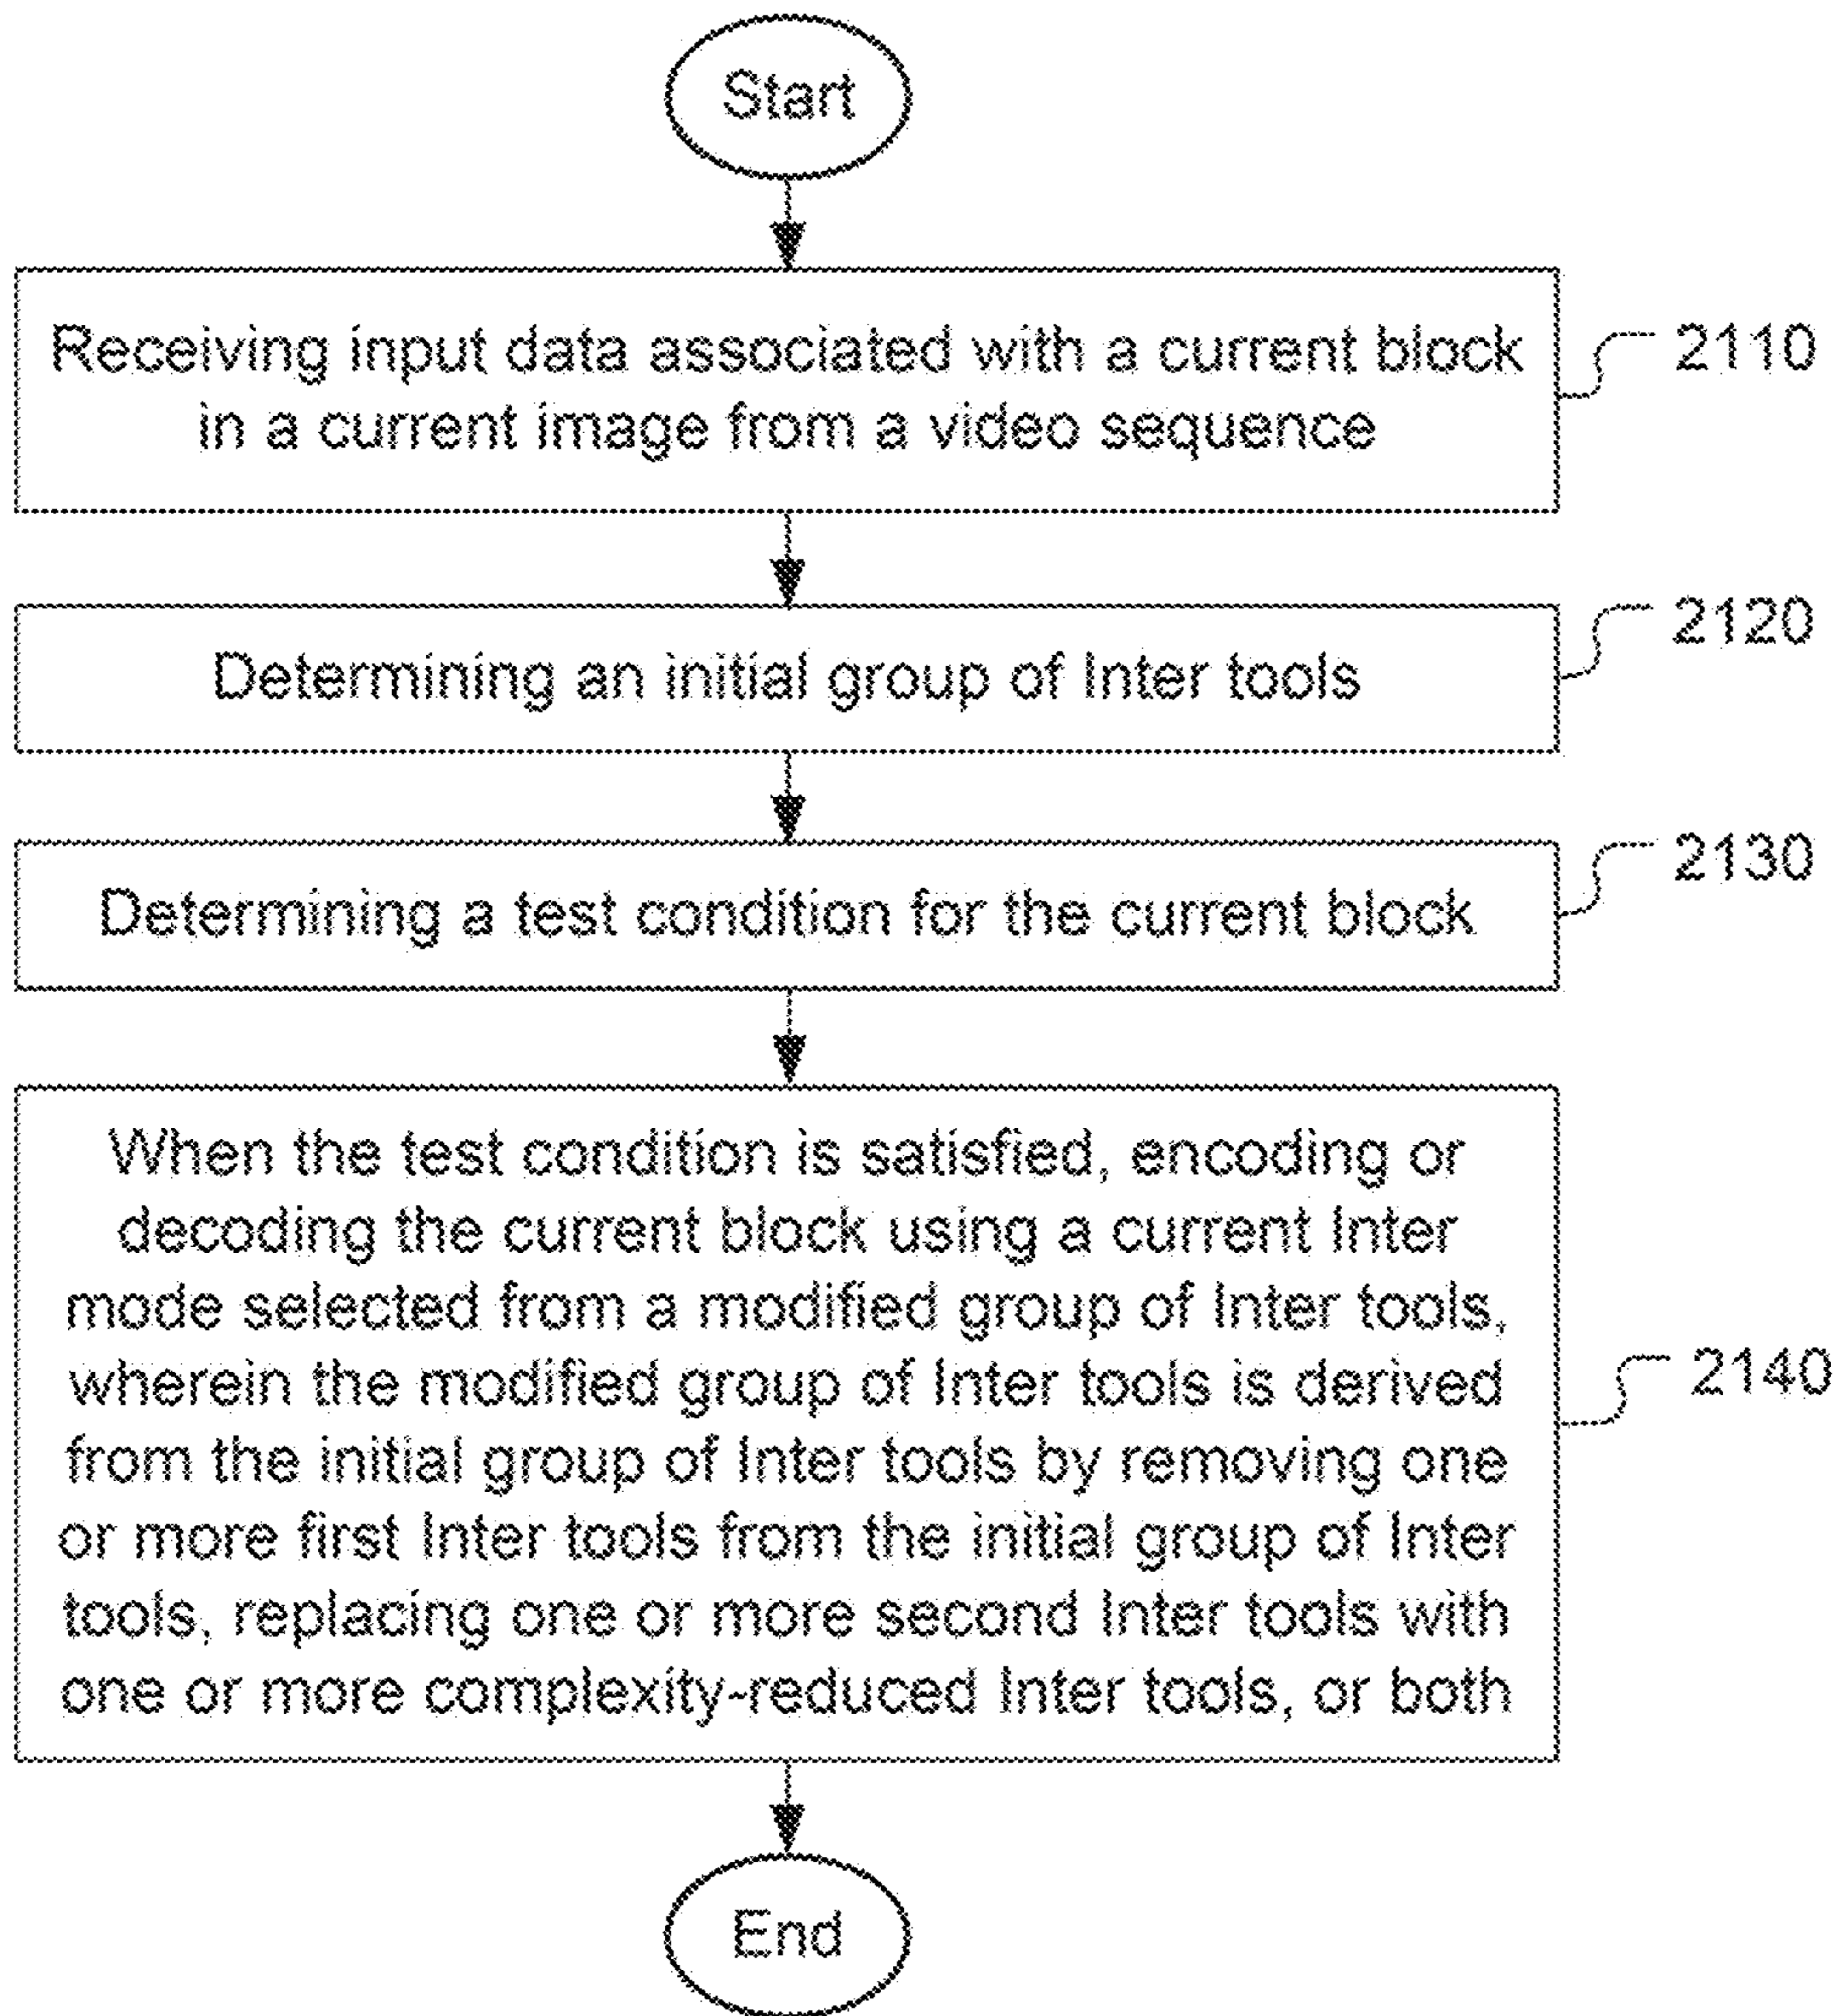 Start
Receiving input data associated with a current block
in a current image from a video sequence
2110
Determining an initial group of Inter tools
2120
Determining a test condition for the current block
2130
When the test condition is satisfied, encoding or
decoding the current block using a current Inter
mode selected from a modified group of Inter tools,
wherein the modified group of Inter tools is derived
from the initial group of Inter tools by removing one
or more first Inter tools from the initial group of Inter
tools, replacing one or more second Inter tools with
one or more complexity-reduced Inter tools, or both
2140
End